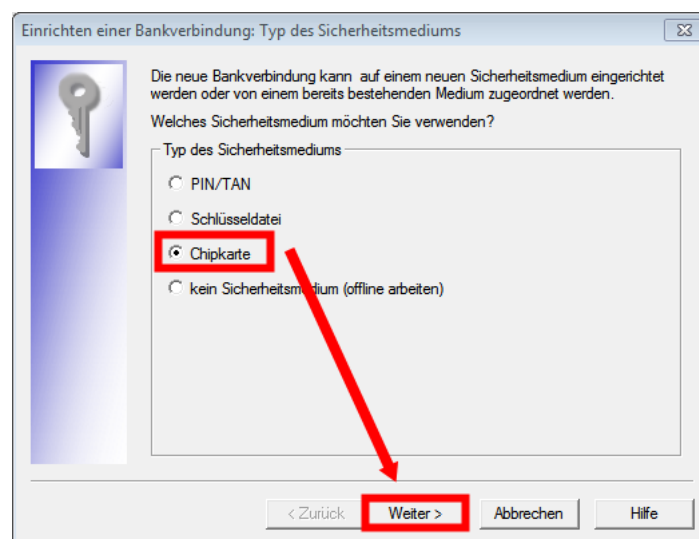 Einrichten einer Bankverbindung: Typ des Sicherheitsmediums
Die neue Bankverbindung kann auf einem neuen Sicherheitsmedium eingerichtet
werden oder von einem bereits bestehenden Medium zugeordnet werden.
Welches Sicherheitsmedium möchten Sie verwenden?
Typ des Sicherheitsmediums
PIN/TAN
Schlüsseldatei
Chipkarte
kein Sicherheitsmedium (offline arbeiten)
< Zurück Weiter > Abbrechen Hilfe